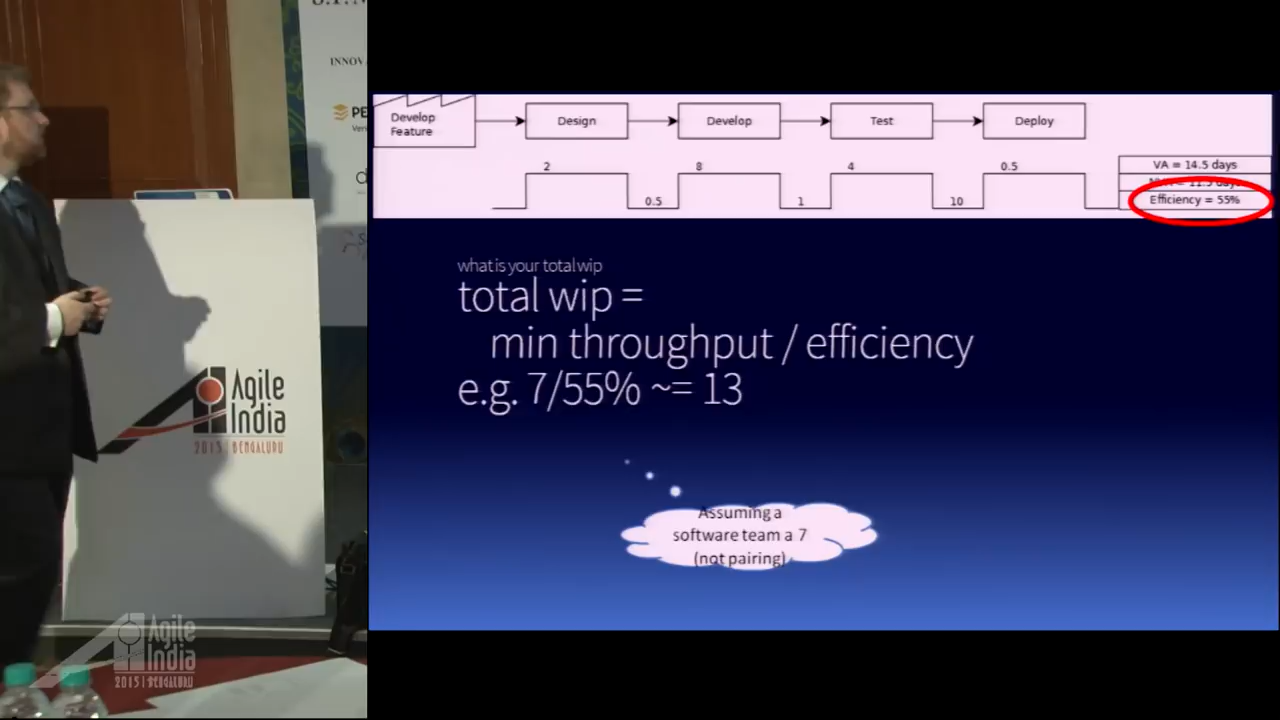 INNOV
Develop
Feature
Design
Develop
Test
Deploy
2
8
4
0.5
0.5
1
10
VA = 14.5 days
Efficiency = 55%
what is your total wip
total wip =
min throughput / efficiency
e.g. 7/55% ~= 13
Assuming a
software team a 7
(not pairing)
Agile
India
2015 | BENGALURU
Agile
India
2015 | BENGALURU